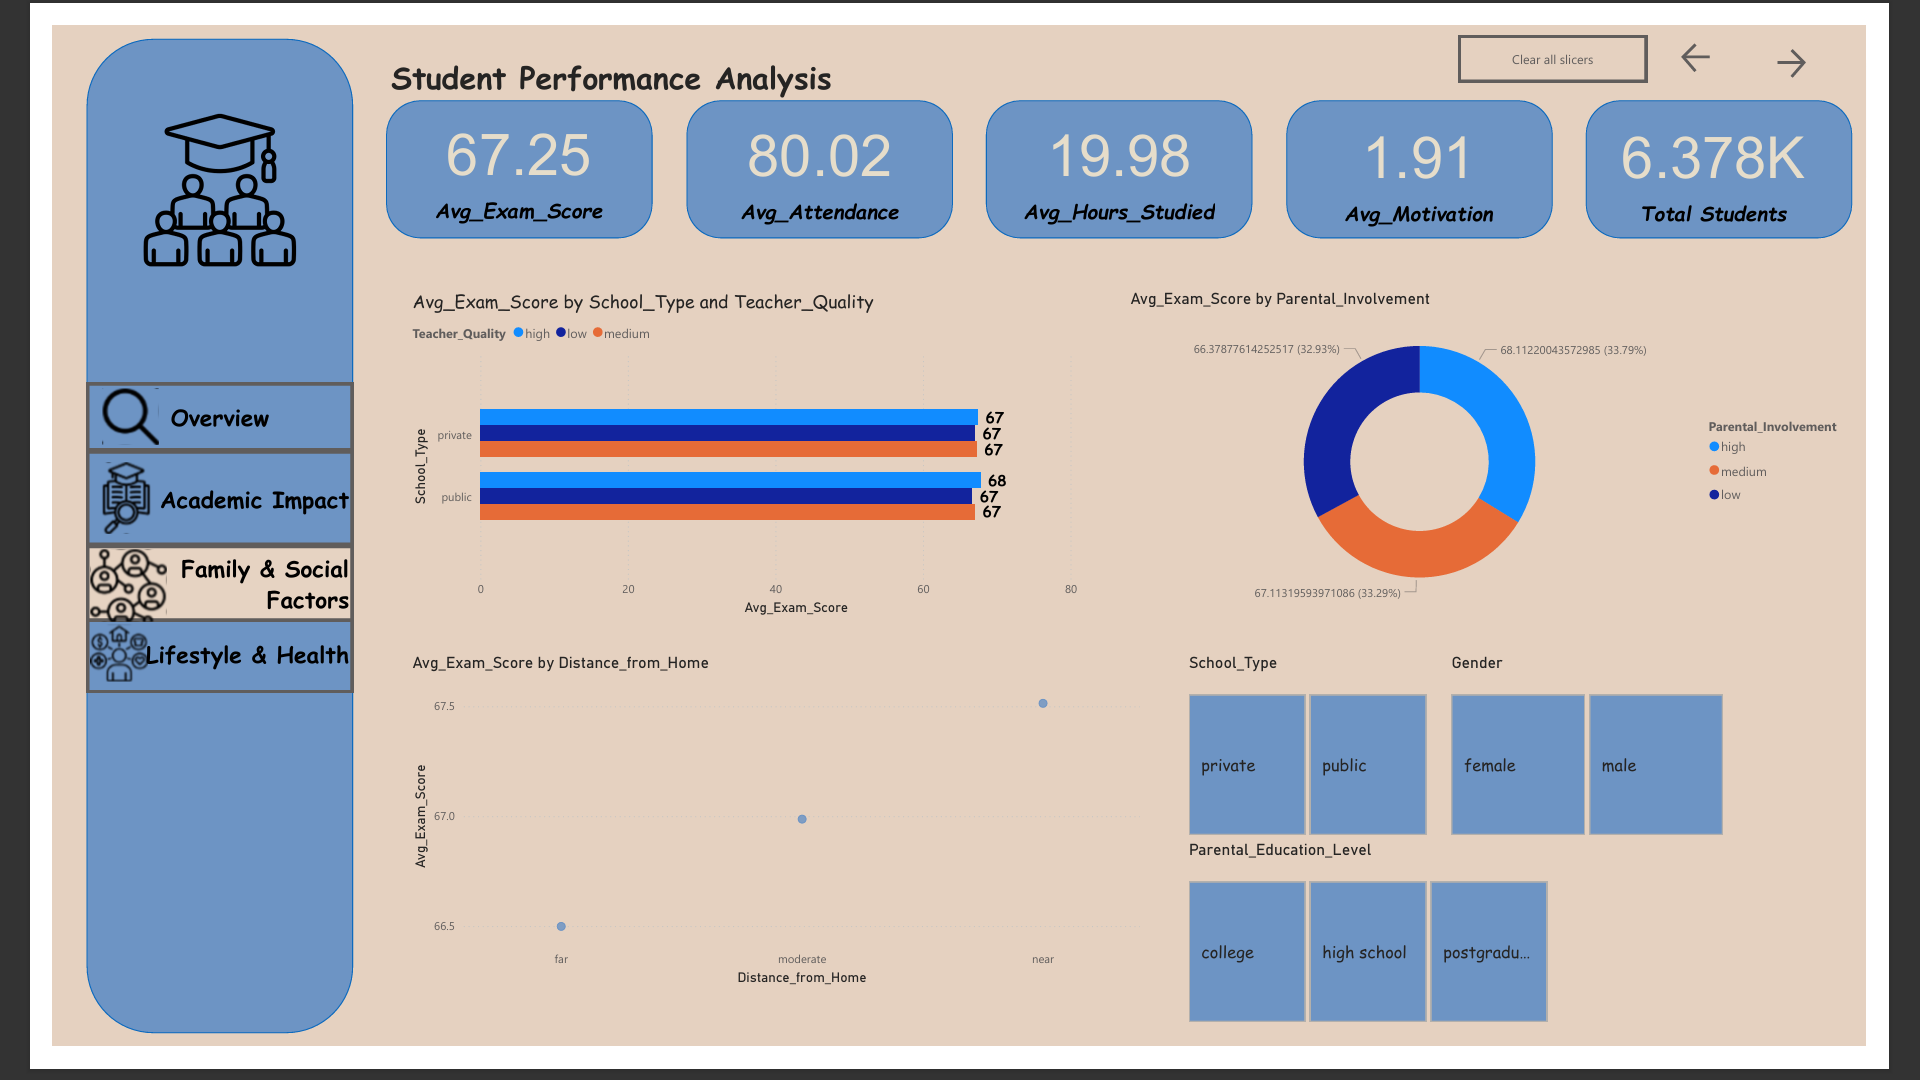 Student Performance Analysis
Clear all slicers
67.25
Avg_Exam_Score
80.02
Avg_Attendance
19.98
Avg_Hours_Studied
1.91
Avg_Motivation
6.378K
Total Students
Overview
Academic Impact
Family & Social
Factors
Lifestyle & Health
Avg_Exam_Score by School_Type and Teacher_Quality
Teacher_Quality high low medium
School_Type
private
67
67
67
public
68
67
67
0 20 40 60 80
Avg_Exam_Score
Avg_Exam_Score by Parental_Involvement
66.37877614252517 (32.93%)
68.11220043572985 (33.79%)
67.11319593971086 (33.29%)
Parental_Involvement
high
medium
low
Avg_Exam_Score by Distance_from_Home
Avg_Exam_Score
67.5
67.0
66.5
far moderate near
Distance_from_Home
School_Type
private public
Gender
female male
Parental_Education_Level
college high school postgradu...